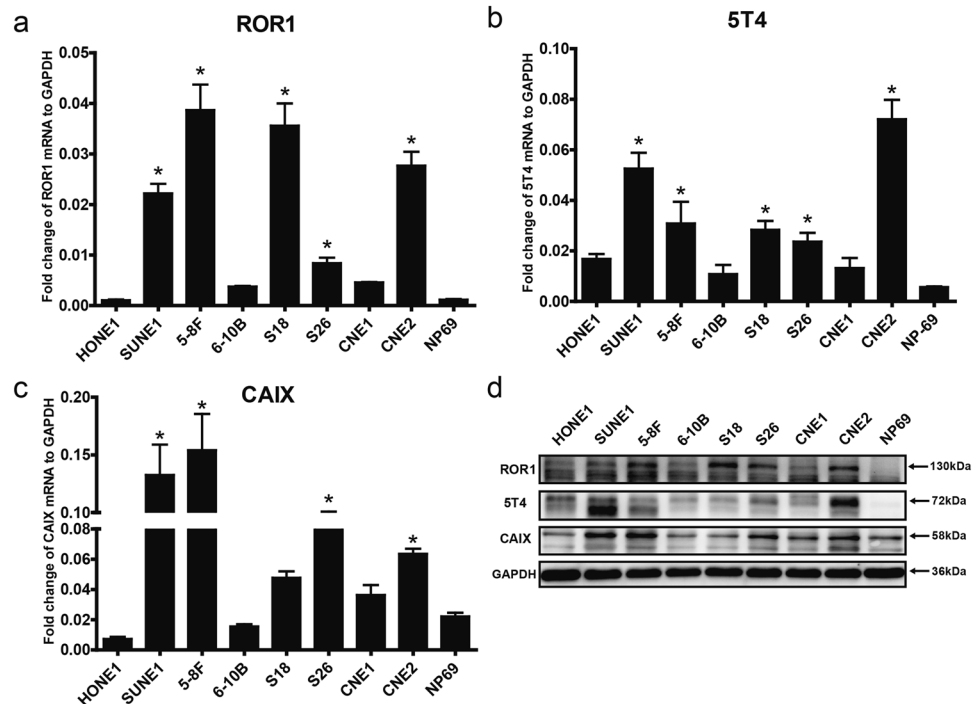 a
ROR1
Fold change of ROR1 mRNA to GAPDH
0.05
0.04
0.03
0.02
0.01
0.00
*
*
*
*
*
HONE1
SUNE1
5-8F
6-10B
S18
S26
CNE1
CNE2
NP69
b
5T4
Fold change of 5T4 mRNA to GAPDH
0.10
0.08
0.06
0.04
0.02
0.00
*
*
*
*
*
HONE1
SUNE1
5-8F
6-10B
S18
S26
CNE1
CNE2
NP-69
c
CAIX
Fold change of CAIX mRNA to GAPDH
0.20
0.15
0.10
0.08
0.06
0.04
0.02
0.00
*
*
*
*
HONE1
SUNE1
5-8F
6-10B
S18
S26
CNE1
CNE2
NP69
d
HONE1
SUNE1
5-8F
6-10B
S18
S26
CNE1
CNE2
NP69
ROR1
130kDa
5T4
72kDa
CAIX
58kDa
GAPDH
36kDa